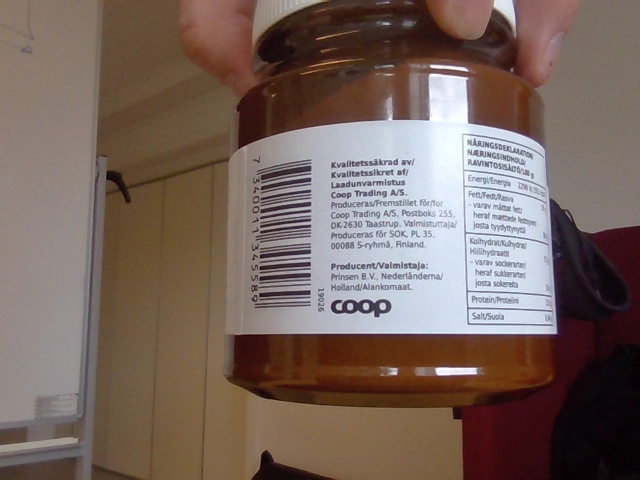 Kvalitetssäkrad av/
Kvalitetssikret af/
Laadunvarmistus
Coop Trading A/S.
Produceras/Fremstillet för/for
Coop Trading A/S, Postboks 255,
DK-2630 Taastrup. Valmistuttaja/
Produceras för SOK, PL 35,
00088 S-ryhmä, Finland.
Producent/Valmistaja:
Prinsen B.V., Nederländerna/
Holland/Alankomaat.
coop
19026
7 340011 345589
NÄRINGSDEKLARATION/
NÆRINGSINDHOLD/
RAVINTOSISÄLTÖ/100 g
Energi/Energia
Fett/Fedt/Rasva
- varav mättat fett/
heraf mættede fedtsyrer/
josta tyydyttynyttä
Kolhydrat/Kulhydrat/
Hiilihydraatit
- varav sockerarter/
heraf sukkerarter/
josta sokereita
Protein/Proteiini
Salt/Suola